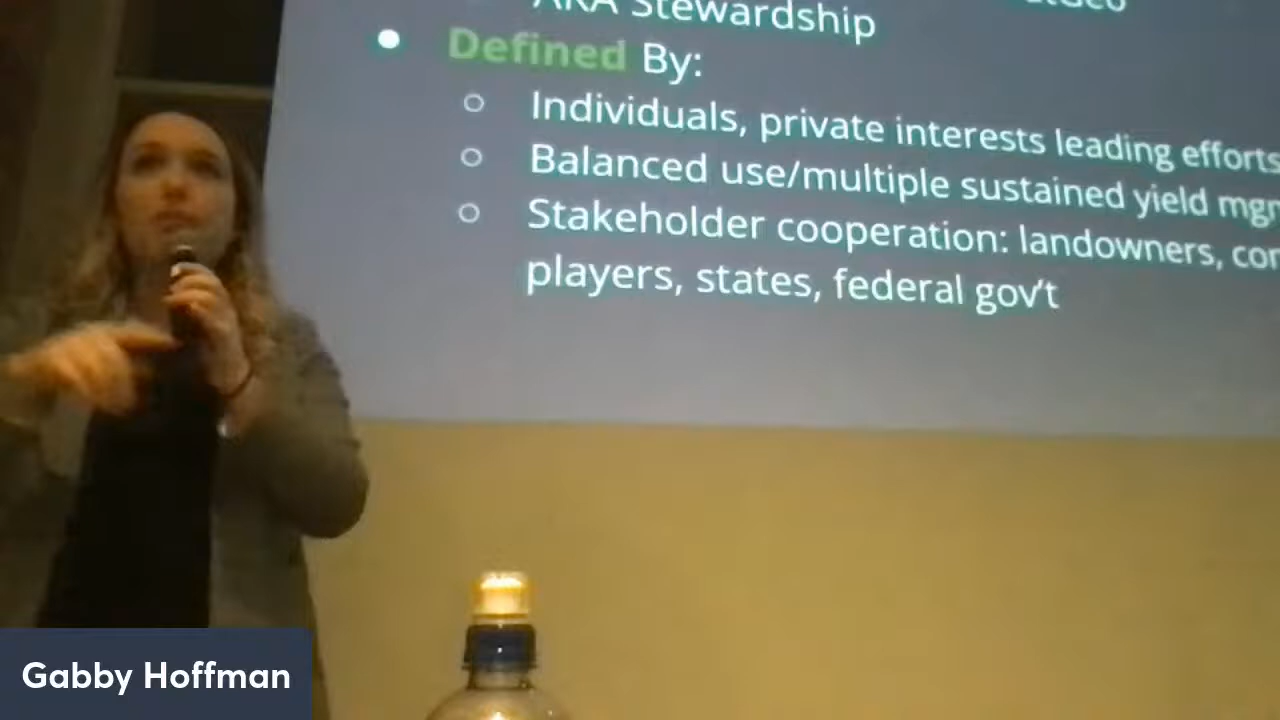 AKA Stewardship
Defined By:
Individuals, private interests leading efforts
Balanced use/multiple sustained yield
Stakeholder cooperation: landowners,
players, states, federal gov't
Gabby Hoffman